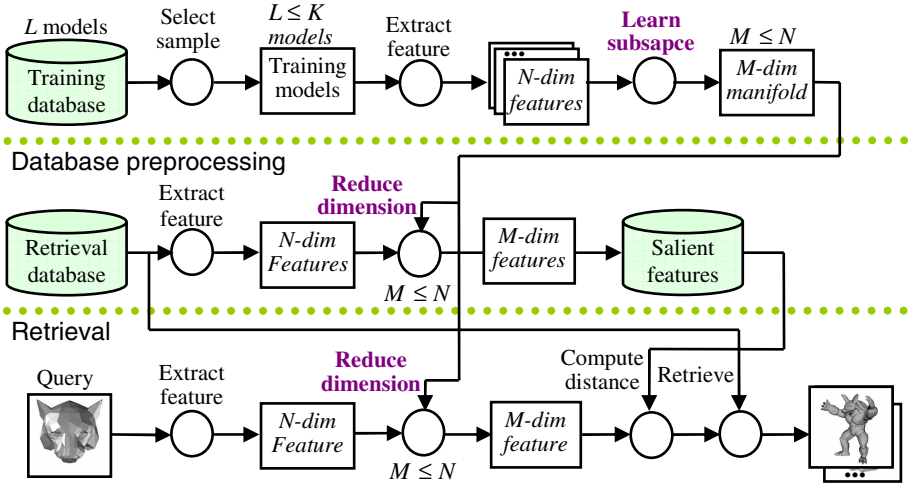 L models
Training
database
Select
sample
L ≤ K
models
Training
models
Extract
feature
•••
N-dim
features
Learn
subsapce
M ≤ N
M-dim
manifold
Database preprocessing
Retrieval
database
Extract
feature
N-dim
Features
Reduce
dimension
M ≤ N
M-dim
features
Salient
features
Retrieval
Query
Extract
feature
N-dim
Feature
Reduce
dimension
M ≤ N
M-dim
feature
Compute
distance
Retrieve
•••